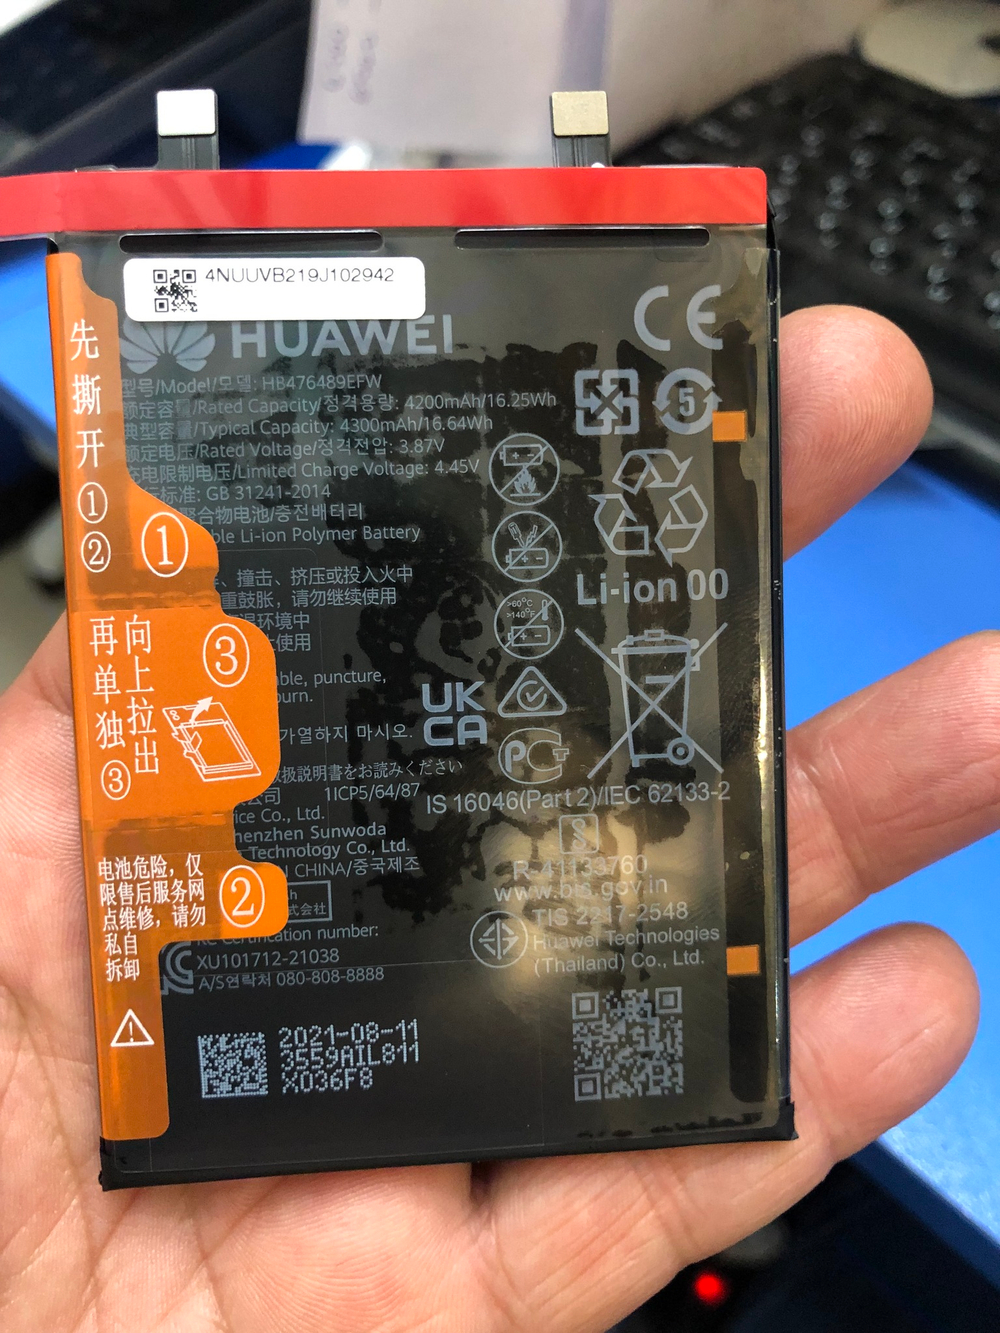 4NUUVB219J102942
HUAWEI
CE
型号/Model/모델: HB476489EFW
额定容量/Rated Capacity/정격용량: 4200mAh/16.25Wh
典型容量/Typical Capacity: 4300mAh/16.64Wh
额定电压/Rated Voltage/정격전압: 3.87V
充电限制电压/Limited Charge Voltage: 4.45V
标准: GB 31241-2014
聚合物电池/충전배터리
ble Li-ion Polymer Battery
、撞击、挤压或投入火中
重鼓胀，请勿继续使用
环境中
使用
ble, puncture,
burn.
가열하지 마시오.
扱説明書をお読みください
公司 1ICP5/64/87
ice Co., Ltd.
henzhen Sunwoda
Technology Co., Ltd.
CHINA/중국제조
式会社
KC Certification number:
XU101712-21038
A/S연락처 080-808-8888
2021-08-11
3559AIL811
X036F8
5
>60°C
>140°F
Li-ion 00
UK
CA
IS 16046(Part 2)/IEC 62133-2
R-41133760
www.bis.gov.in
TIS 2217-2548
Huawei Technologies
(Thailand) Co., Ltd.
先撕开①②
①
再单独③
向上拉出
③
电池危险，仅
限售后服务网
点维修，请勿
私自
拆卸
②